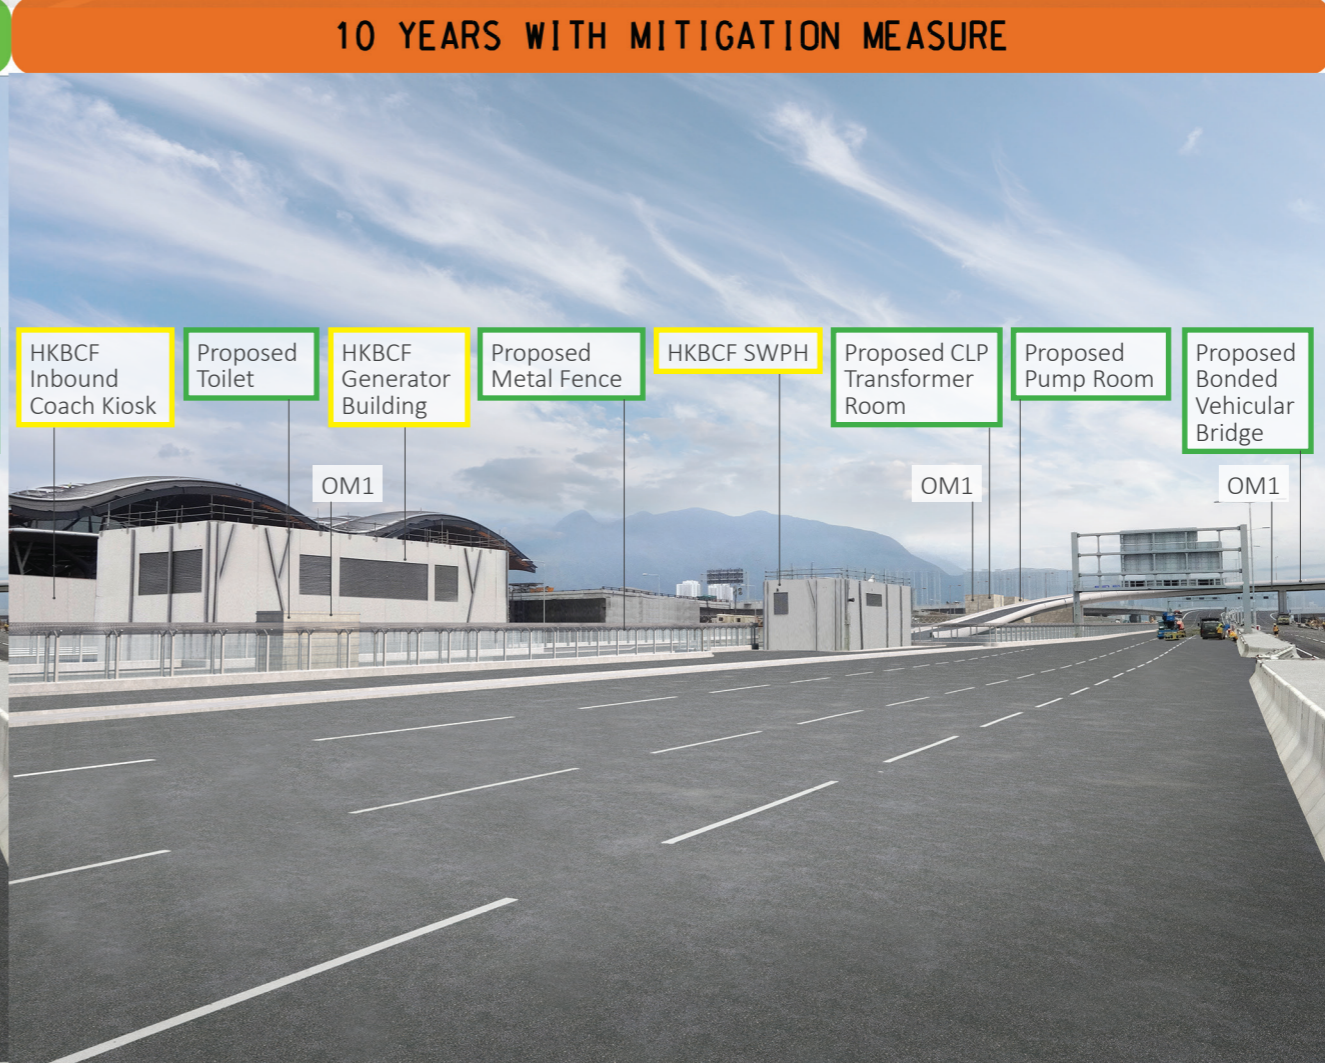 10 YEARS WITH MITIGATION MEASURE
HKBCF
Inbound
Coach Kiosk
Proposed
Toilet
HKBCF
Generator
Building
Proposed
Metal Fence
HKBCF SWPH
Proposed CLP
Transformer
Room
Proposed
Pump Room
Proposed
Bonded
Vehicular
Bridge
OM1
OM1
OM1